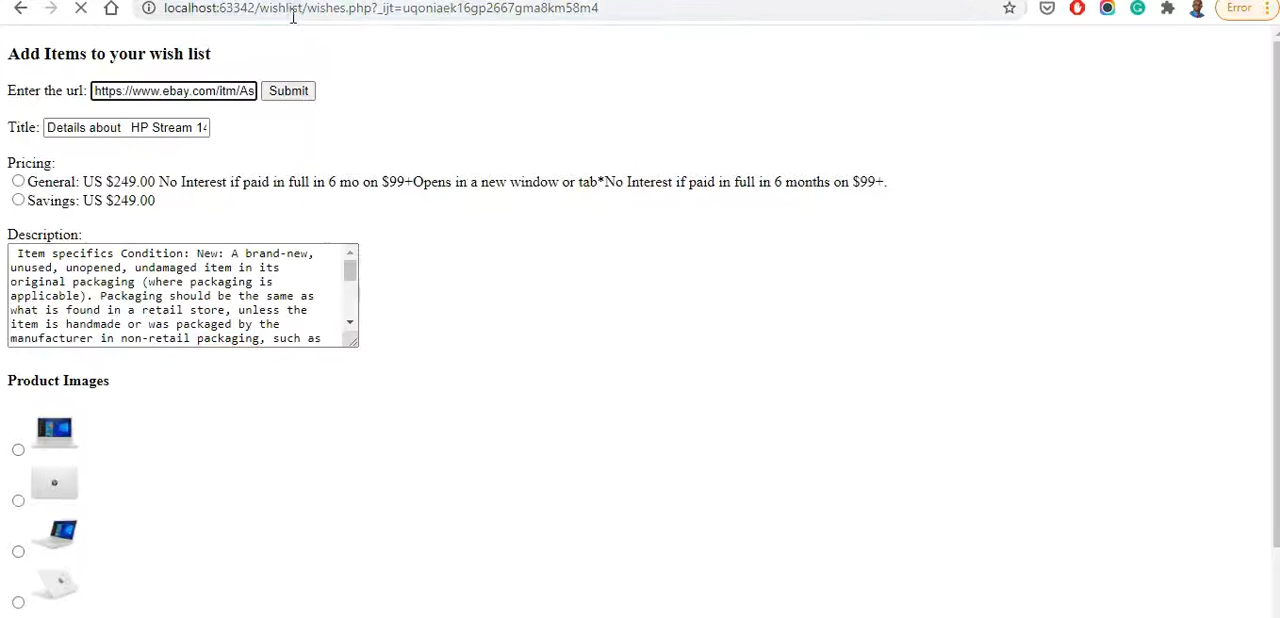 localhost:63342/wishlist/wishes.php?_ijt=uqoniaek16gp2667gma8km58m4
Error
Add Items to your wish list
Enter the url: https://www.ebay.com/itm/As Submit
Title: Details about HP Stream 14
Pricing:
General: US $249.00 No Interest if paid in full in 6 mo on $99+Opens in a new window or tab*No Interest if paid in full in 6 months on $99+.
Savings: US $249.00
Description:
Item specifics Condition: New: A brand-new,
unused, unopened, undamaged item in its
original packaging (where packaging is
applicable). Packaging should be the same as
what is found in a retail store, unless the
item is handmade or was packaged by the
manufacturer in non-retail packaging, such as
Product Images